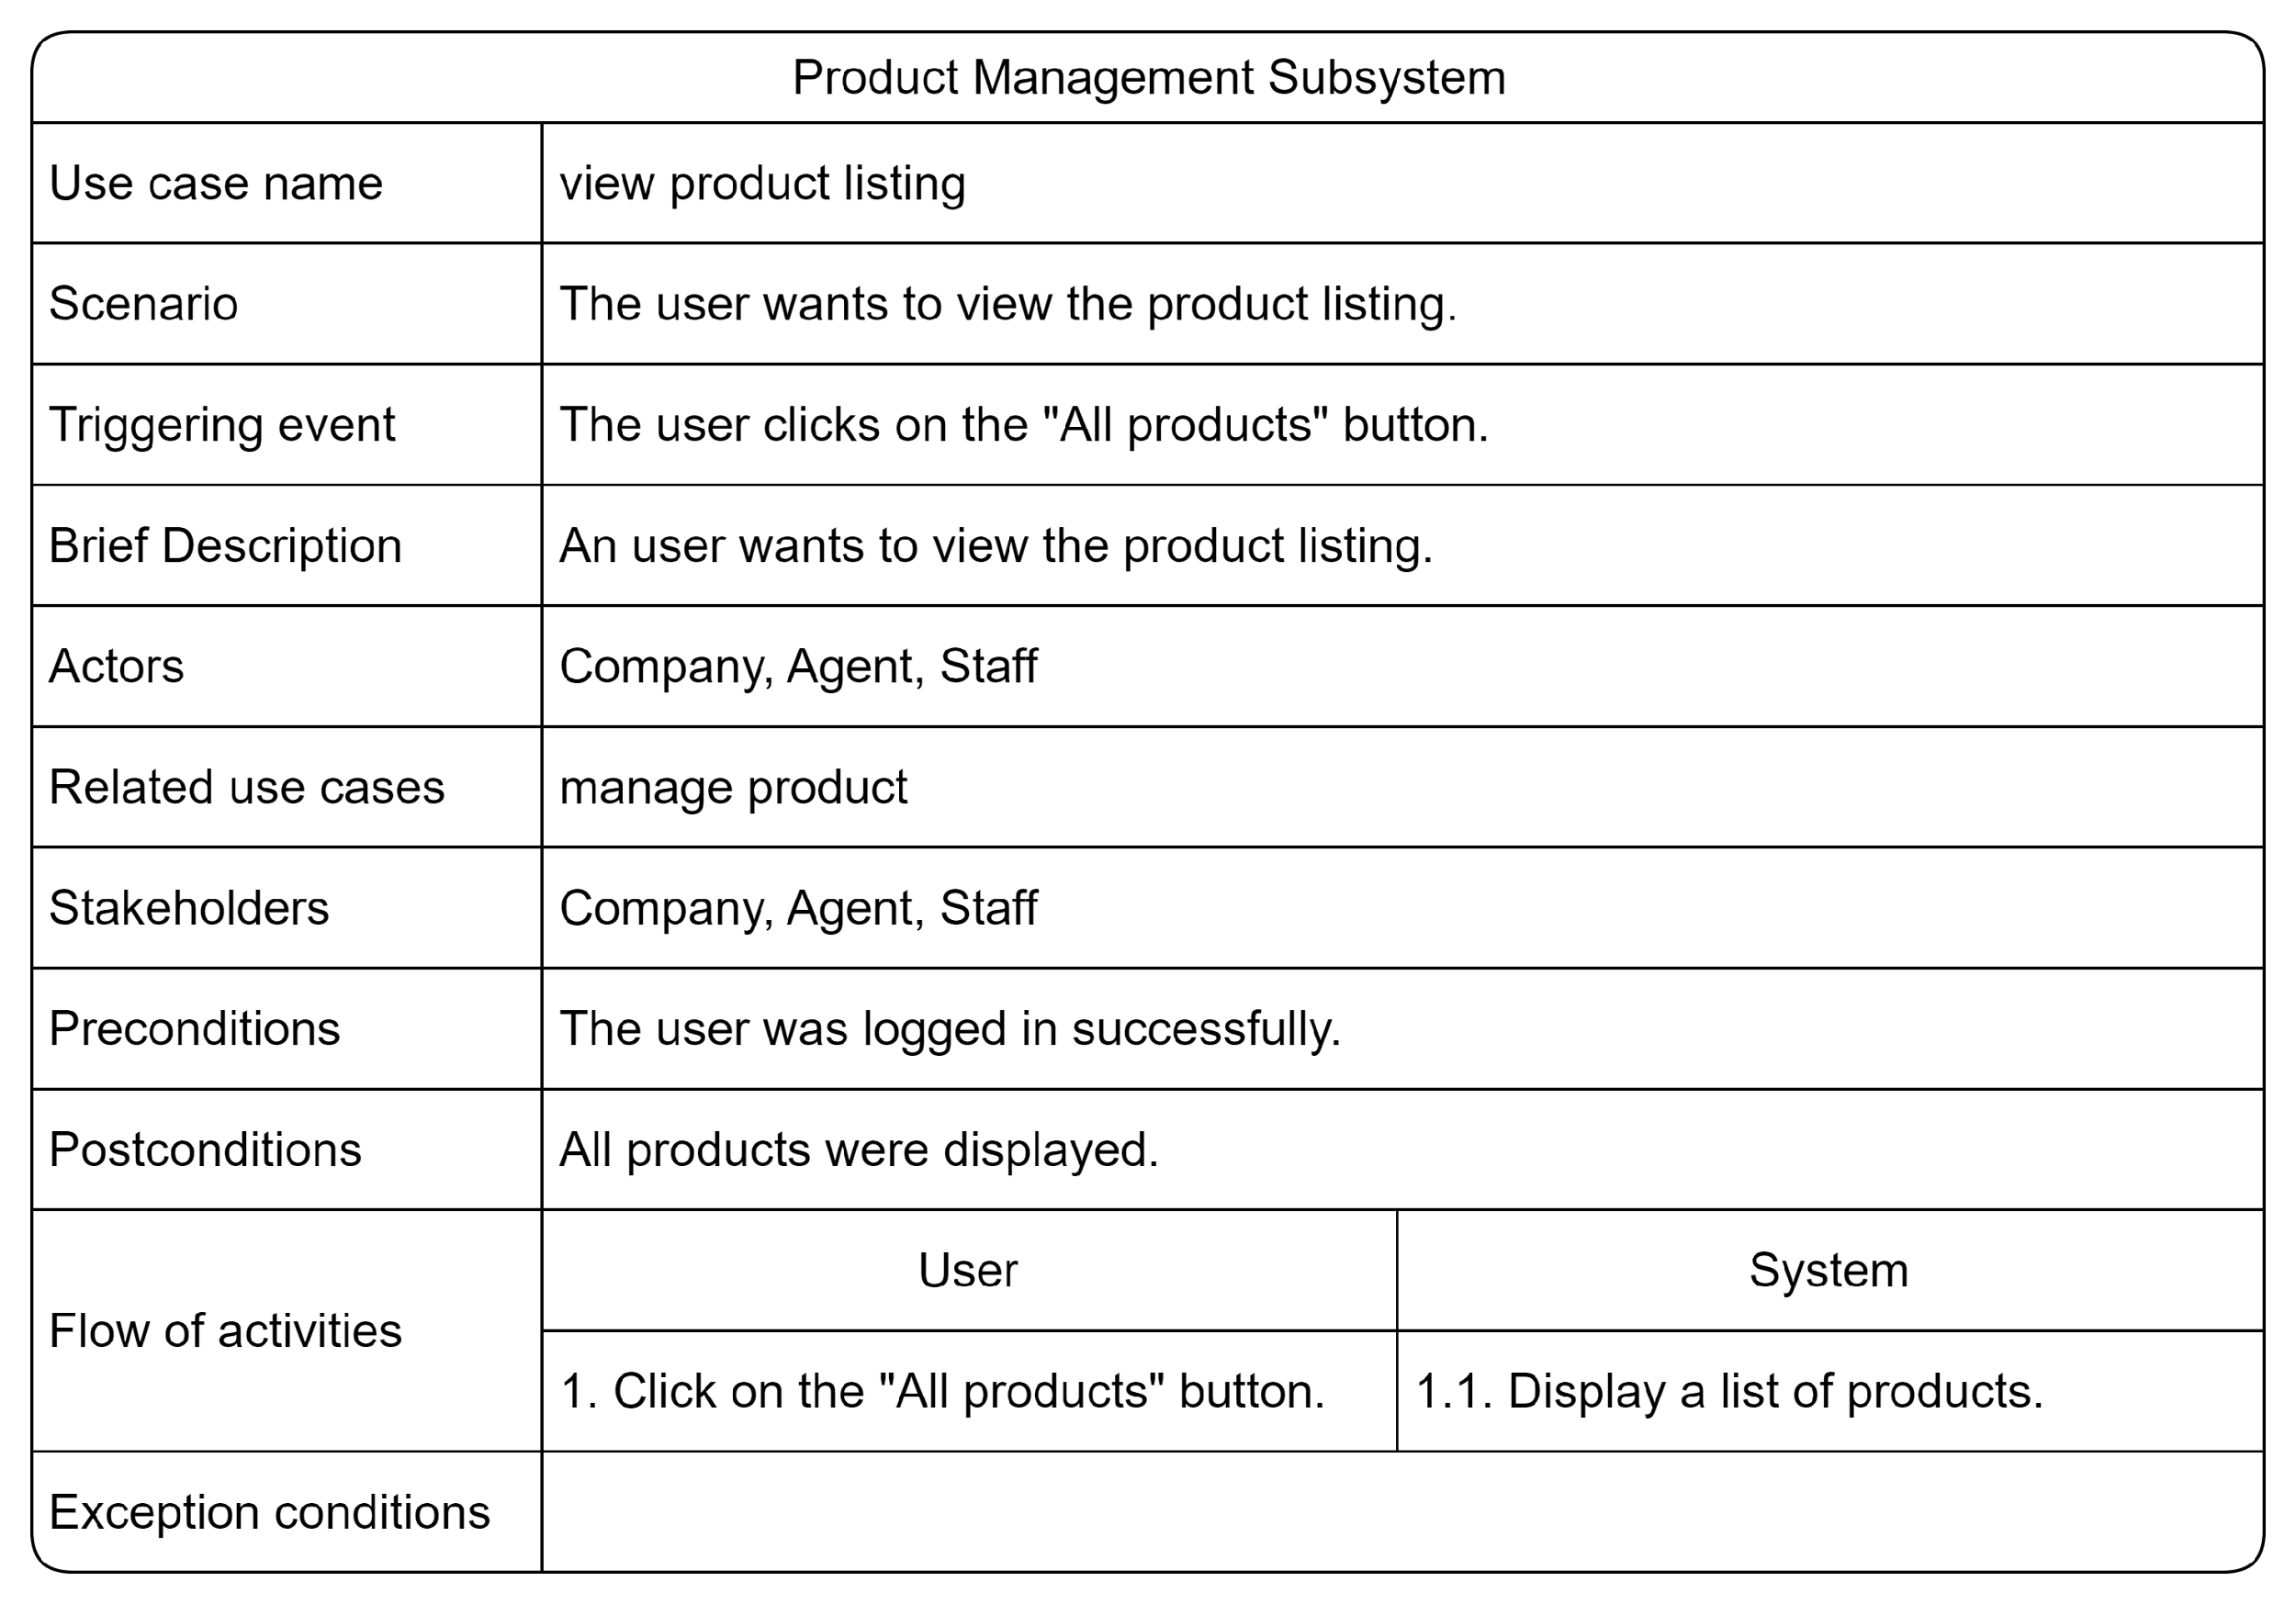 Product Management Subsystem
Use case name
view product listing
Scenario
The user wants to view the product listing.
Triggering event
The user clicks on the "All products" button.
Brief Description
An user wants to view the product listing.
Actors
Company, Agent, Staff
Related use cases
manage product
Stakeholders
Company, Agent, Staff
Preconditions
The user was logged in successfully.
Postconditions
All products were displayed.
Flow of activities
User
System
1. Click on the "All products" button.
1.1. Display a list of products.
Exception conditions